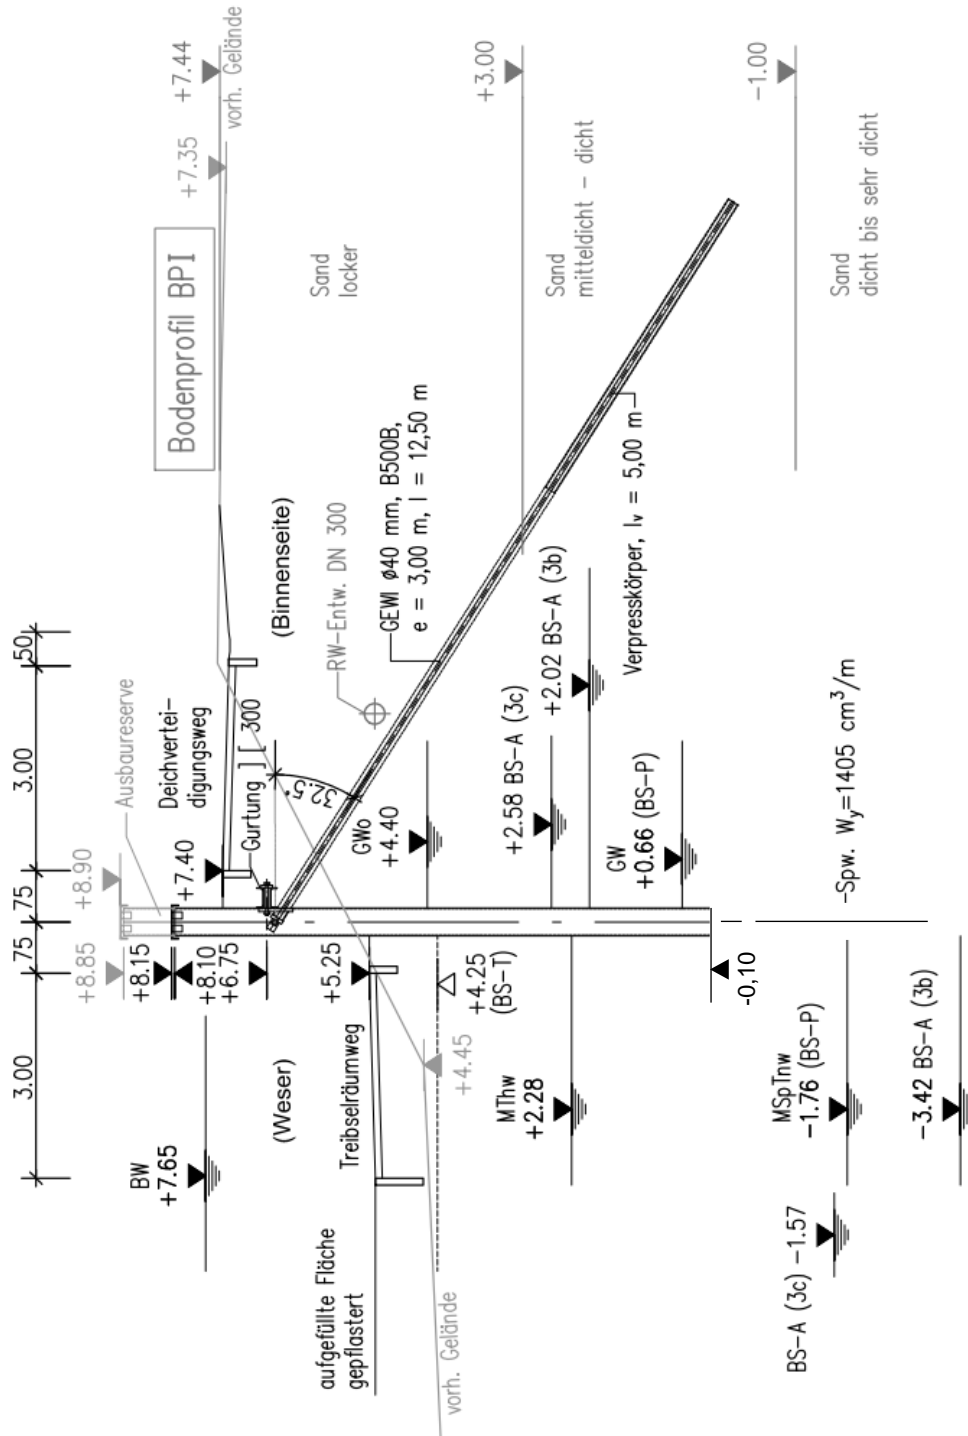 3.00
75
75
3.00
50
+8.85
+8.90
Ausbaureserve
+8.15
+8.10
+6.75
+7.40
Deichvertei-
digungsweg
Gurtung ][ 300
Bodenprofil BPI
+7.35
+7.44
vorh. Gelände
BW
+7.65
(Weser)
(Binnenseite)
Sand
locker
+3.00
Sand
mitteldicht – dicht
-1.00
Sand
dicht bis sehr dicht
32.5°
RW-Entw. DN 300
GEWI ø40 mm, B500B,
e = 3,00 m, l = 12,50 m
Verpresskörper, lv = 5,00 m
Treibselräumweg
+5.25
+4.25
(BS-T)
+4.45
aufgefüllte Fläche
gepflastert
vorh. Gelände
GWo
+4.40
+2.58 BS-A (3c)
+2.02 BS-A (3b)
GW
+0.66 (BS-P)
MThw
+2.28
-0,10
-Spw. Wy=1405 cm³/m
MSpTnw
-1.76 (BS-P)
BS-A (3c) -1.57
-3.42 BS-A (3b)